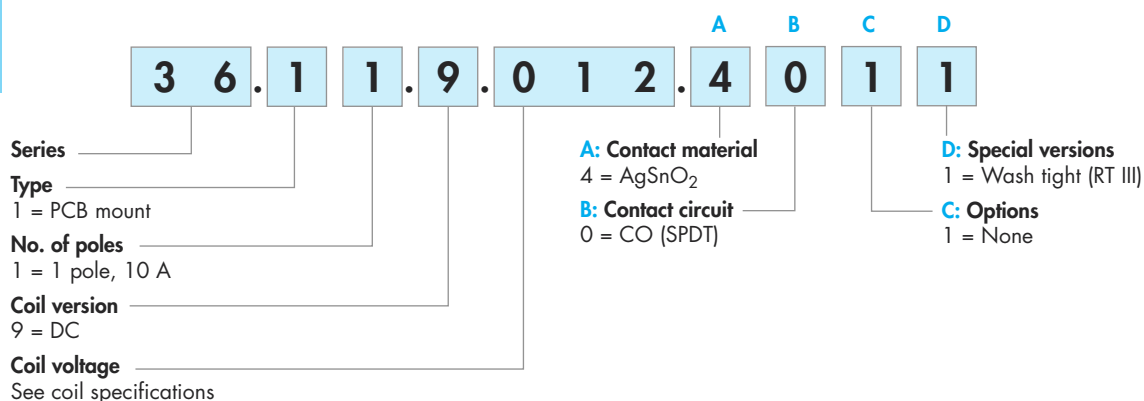 A B C D
3 6 . 1 1 . 9 . 0 1 2 . 4 0 1 1
Series
Type
1 = PCB mount
No. of poles
1 = 1 pole, 10 A
Coil version
9 = DC
Coil voltage
See coil specifications
A: Contact material
4 = AgSnO₂
B: Contact circuit
0 = CO (SPDT)
D: Special versions
1 = Wash tight (RT III)
C: Options
1 = None